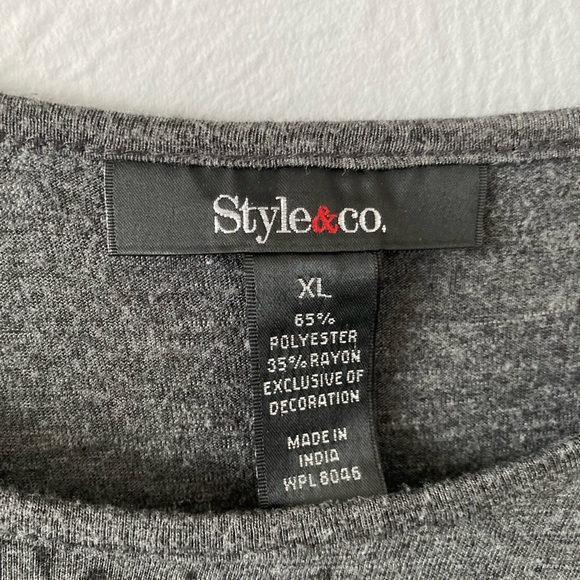 Style&co.
XL
65%
POLYESTER
35% RAYON
EXCLUSIVE OF
DECORATION
MADE IN
INDIA
WPL 8046